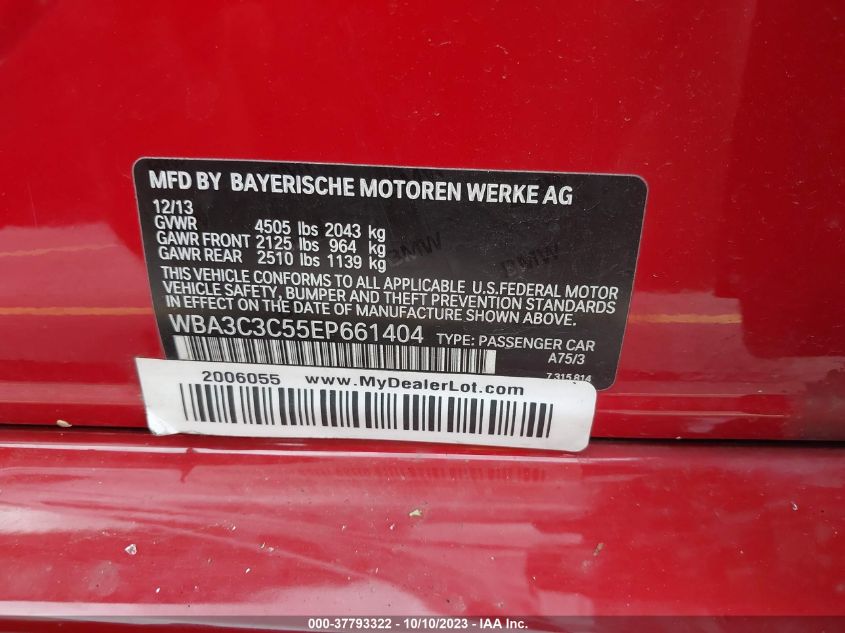 MFD BY BAYERISCHE MOTOREN WERKE AG
12/13
GVWR 4505 lbs 2043 kg
GAWR FRONT 2125 lbs 964 kg
GAWR REAR 2510 lbs 1139 kg
THIS VEHICLE CONFORMS TO ALL APPLICABLE U.S.FEDERAL MOTOR
VEHICLE SAFETY, BUMPER AND THEFT PREVENTION STANDARDS
IN EFFECT ON THE DATE OF MANUFACTURE SHOWN ABOVE.
WBA3C3C55EP661404 TYPE: PASSENGER CAR
A75/3
7 315 814
2006055 www.MyDealerLot.com
000-37793322 - 10/10/2023 - IAA Inc.